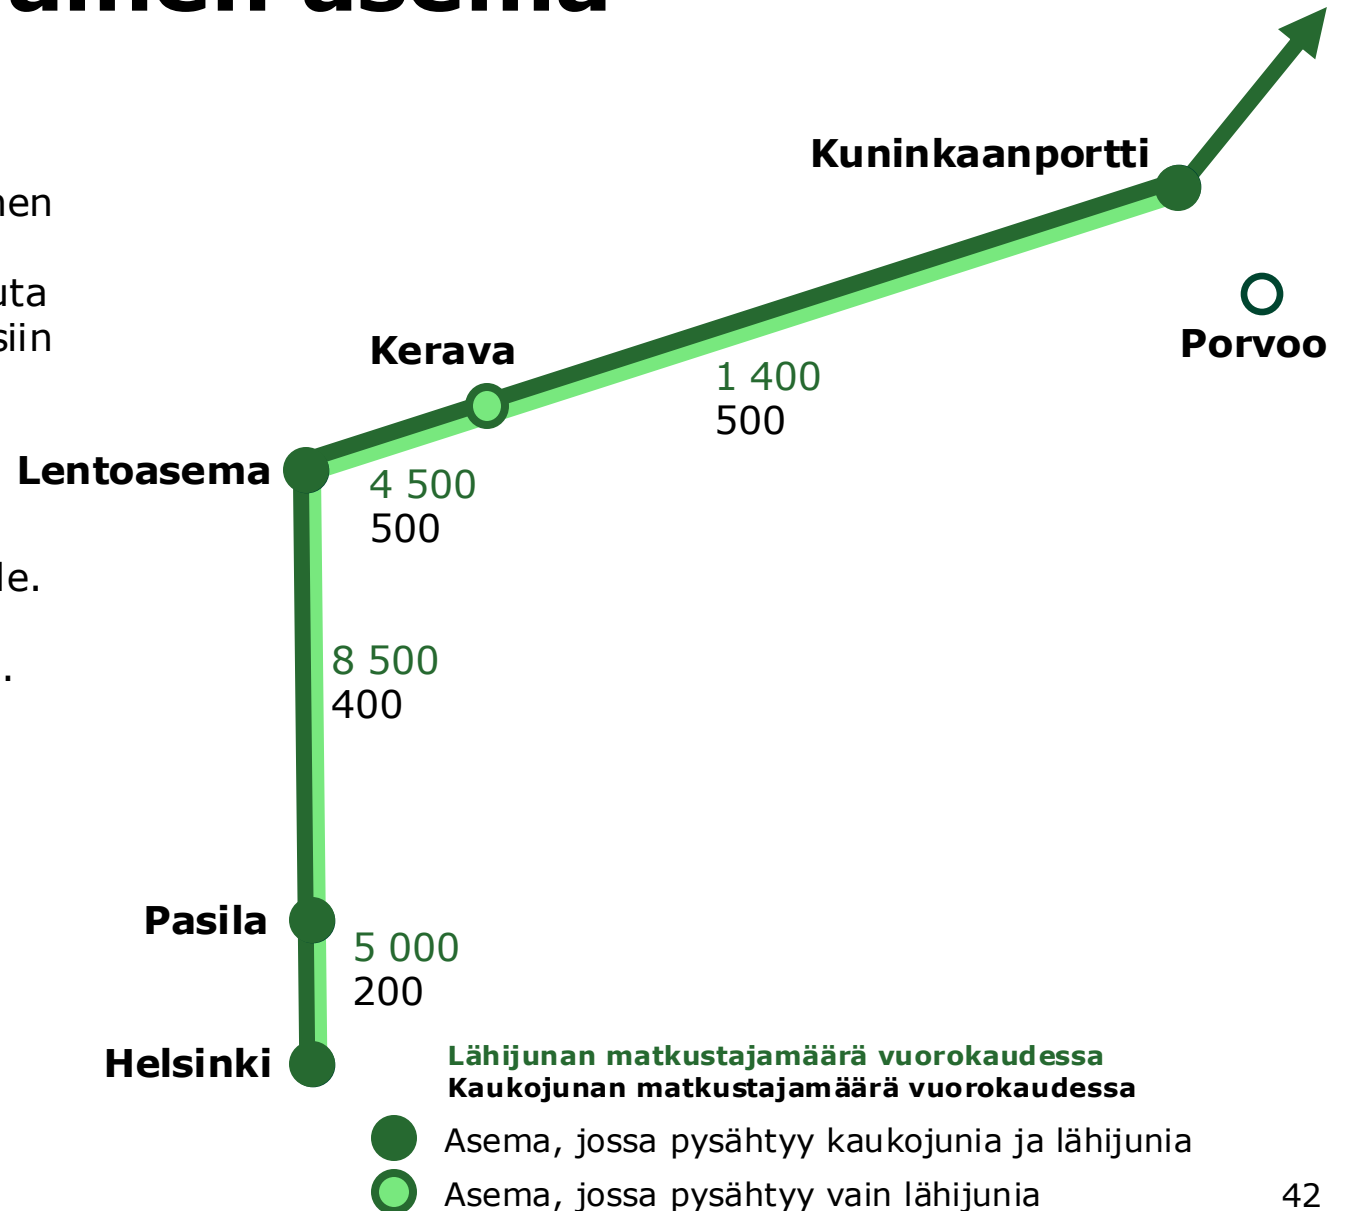 asema
Kuninkaanportti
Porvoo
Kerava
1 400
500
Lentoasema
4 500
500
8 500
400
Pasila
5 000
200
Helsinki
Lähijunan matkustajamäärä vuorokaudessa
Kaukojunan matkustajamäärä vuorokaudessa
Asema, jossa pysähtyy kaukojunia ja lähijunia
Asema, jossa pysähtyy vain lähijunia
42